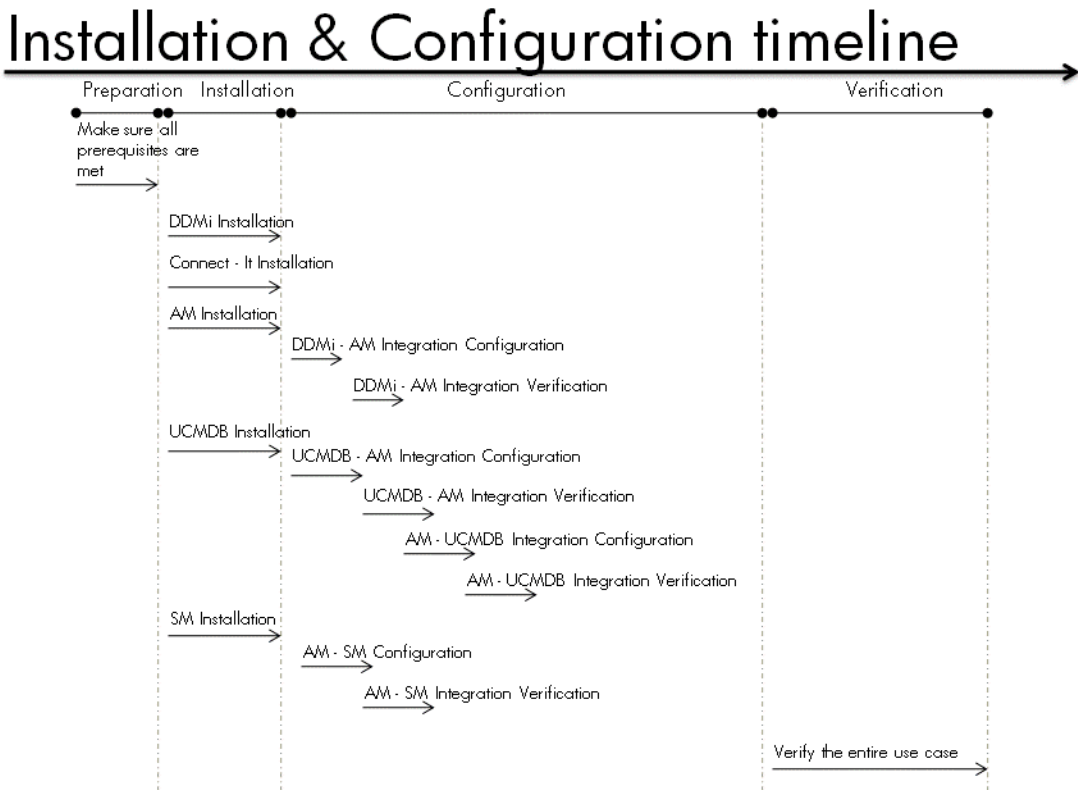 Installation & Configuration timeline
Preparation Installation Configuration Verification
Make sure all
prerequisites are
met
DDMi Installation
Connect - It Installation
AM Installation
DDMi - AM Integration Configuration
DDMi - AM Integration Verification
UCMDB Installation
UCMDB - AM Integration Configuration
UCMDB - AM Integration Verification
AM - UCMDB Integration Configuration
AM - UCMDB Integration Verification
SM Installation
AM - SM Configuration
AM - SM Integration Verification
Verify the entire use case